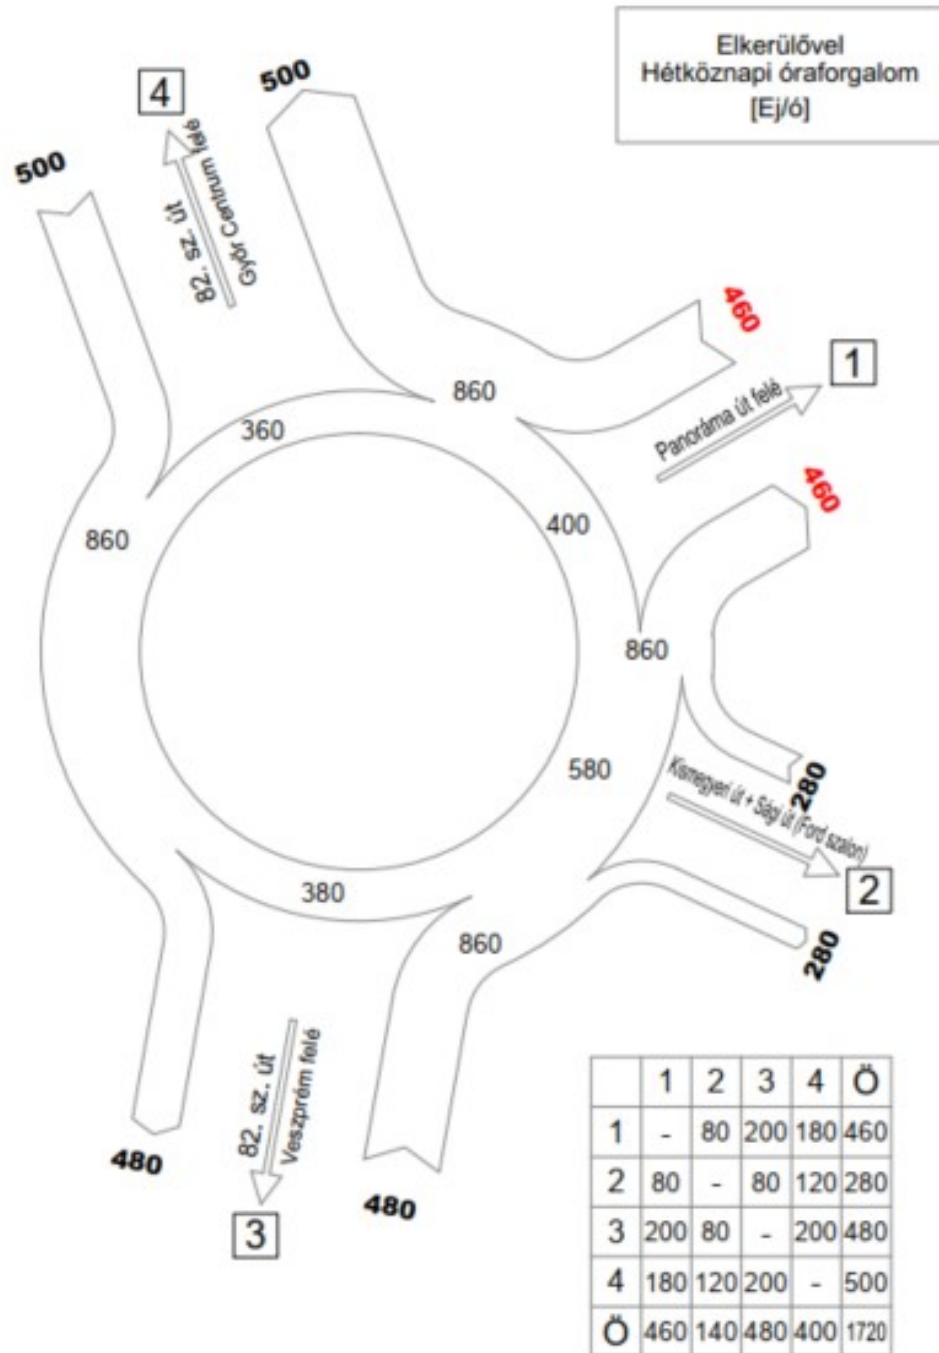 Elkerülővel
Hétköznapi óraforgalom
[Ej/ó]
4
500
500
82. sz. út
Győr Centrum felé
460
1
Panoráma út felé
460
860
360
400
860
860
580
280
Kismegyeri út + Sági út (Ford szalon)
2
280
380
860
82. sz. út
Veszprém felé
480
3
480
1 2 3 4 Ö
1 - 80 200 180 460
2 80 - 80 120 280
3 200 80 - 200 480
4 180 120 200 - 500
Ö 460 140 480 400 1720